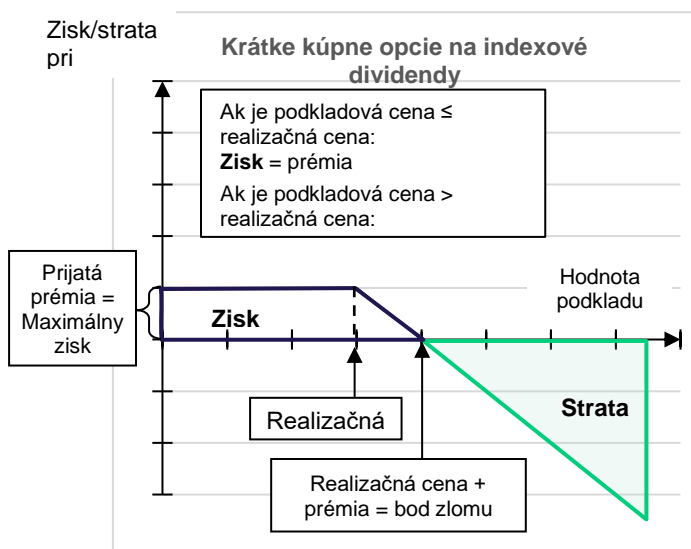 Zisk/strata
pri
Krátke kúpne opcie na indexové
dividendy
Ak je podkladová cena ≤
realizačná cena:
Zisk = prémia
Ak je podkladová cena >
realizačná cena:
Prijatá
prémia =
Maximálny
zisk
Zisk
Hodnota
podkladu
Realizačná
Strata
Realizačná cena +
prémia = bod zlomu